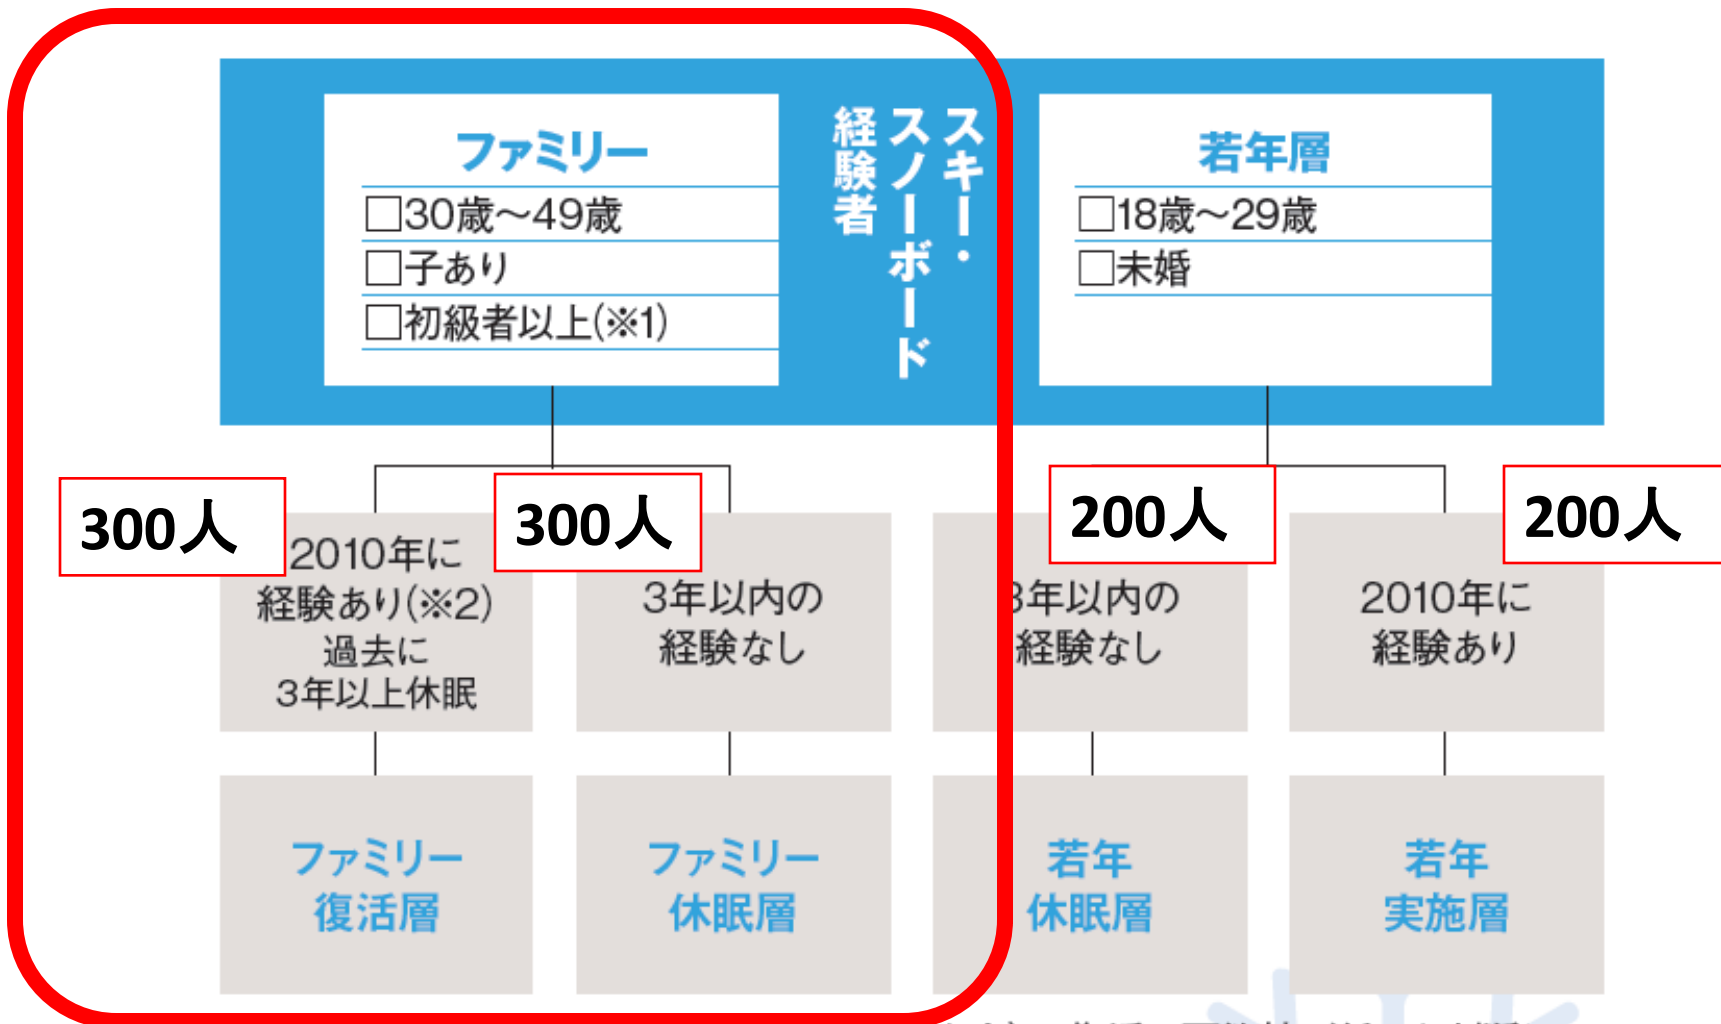 ファミリー
□30歳～49歳
□子あり
□初級者以上(※1)
スキー・
スノーボード
経験者
若年層
□18歳～29歳
□未婚
300人
300人
200人
200人
2010年に
経験あり(※2)
過去に
3年以上休眠
3年以内の
経験なし
3年以内の
経験なし
2010年に
経験あり
ファミリー
復活層
ファミリー
休眠層
若年
休眠層
若年
実施層